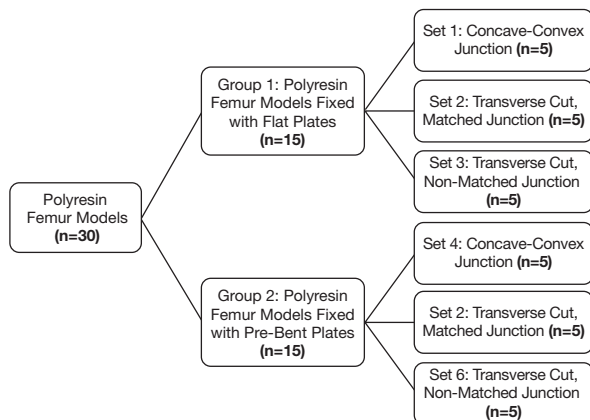 Polyresin
Femur Models
(n=30)
Group 1: Polyresin
Femur Models Fixed
with Flat Plates
(n=15)
Set 1: Concave-Convex
Junction (n=5)
Set 2: Transverse Cut,
Matched Junction (n=5)
Set 3: Transverse Cut,
Non-Matched Junction
(n=5)
Group 2: Polyresin
Femur Models Fixed
with Pre-Bent Plates
(n=15)
Set 4: Concave-Convex
Junction (n=5)
Set 2: Transverse Cut,
Matched Junction (n=5)
Set 6: Transverse Cut,
Non-Matched Junction
(n=5)